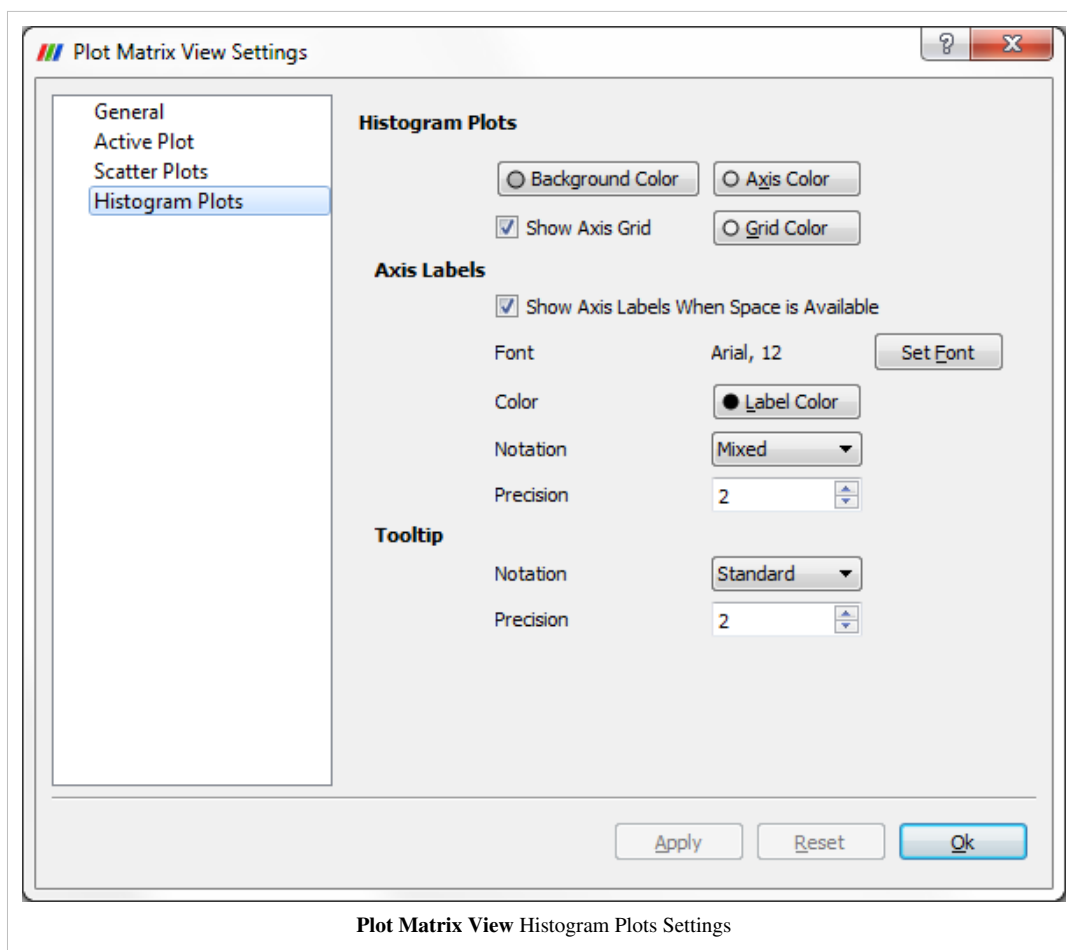 Plot Matrix View Settings
?
General
Active Plot
Scatter Plots
Histogram Plots
Histogram Plots
Background Color Axis Color
Show Axis Grid Grid Color
Axis Labels
Show Axis Labels When Space is Available
Font Arial, 12 Set Font
Color Label Color
Notation Mixed
Precision 2
Tooltip
Notation Standard
Precision 2
Apply Reset Ok
Plot Matrix View Histogram Plots Settings